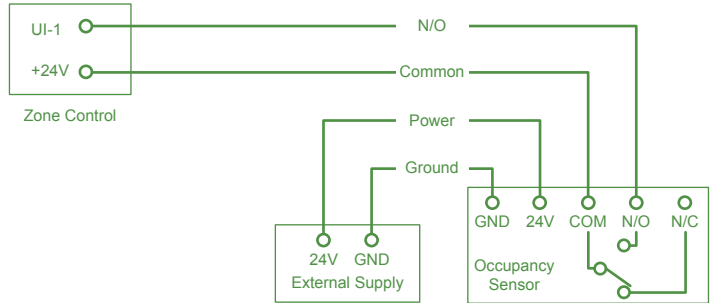 UI-1
N/O
+24V
Common
Zone Control
Power
Ground
GND 24V COM N/O N/C
24V GND
External Supply
Occupancy
Sensor